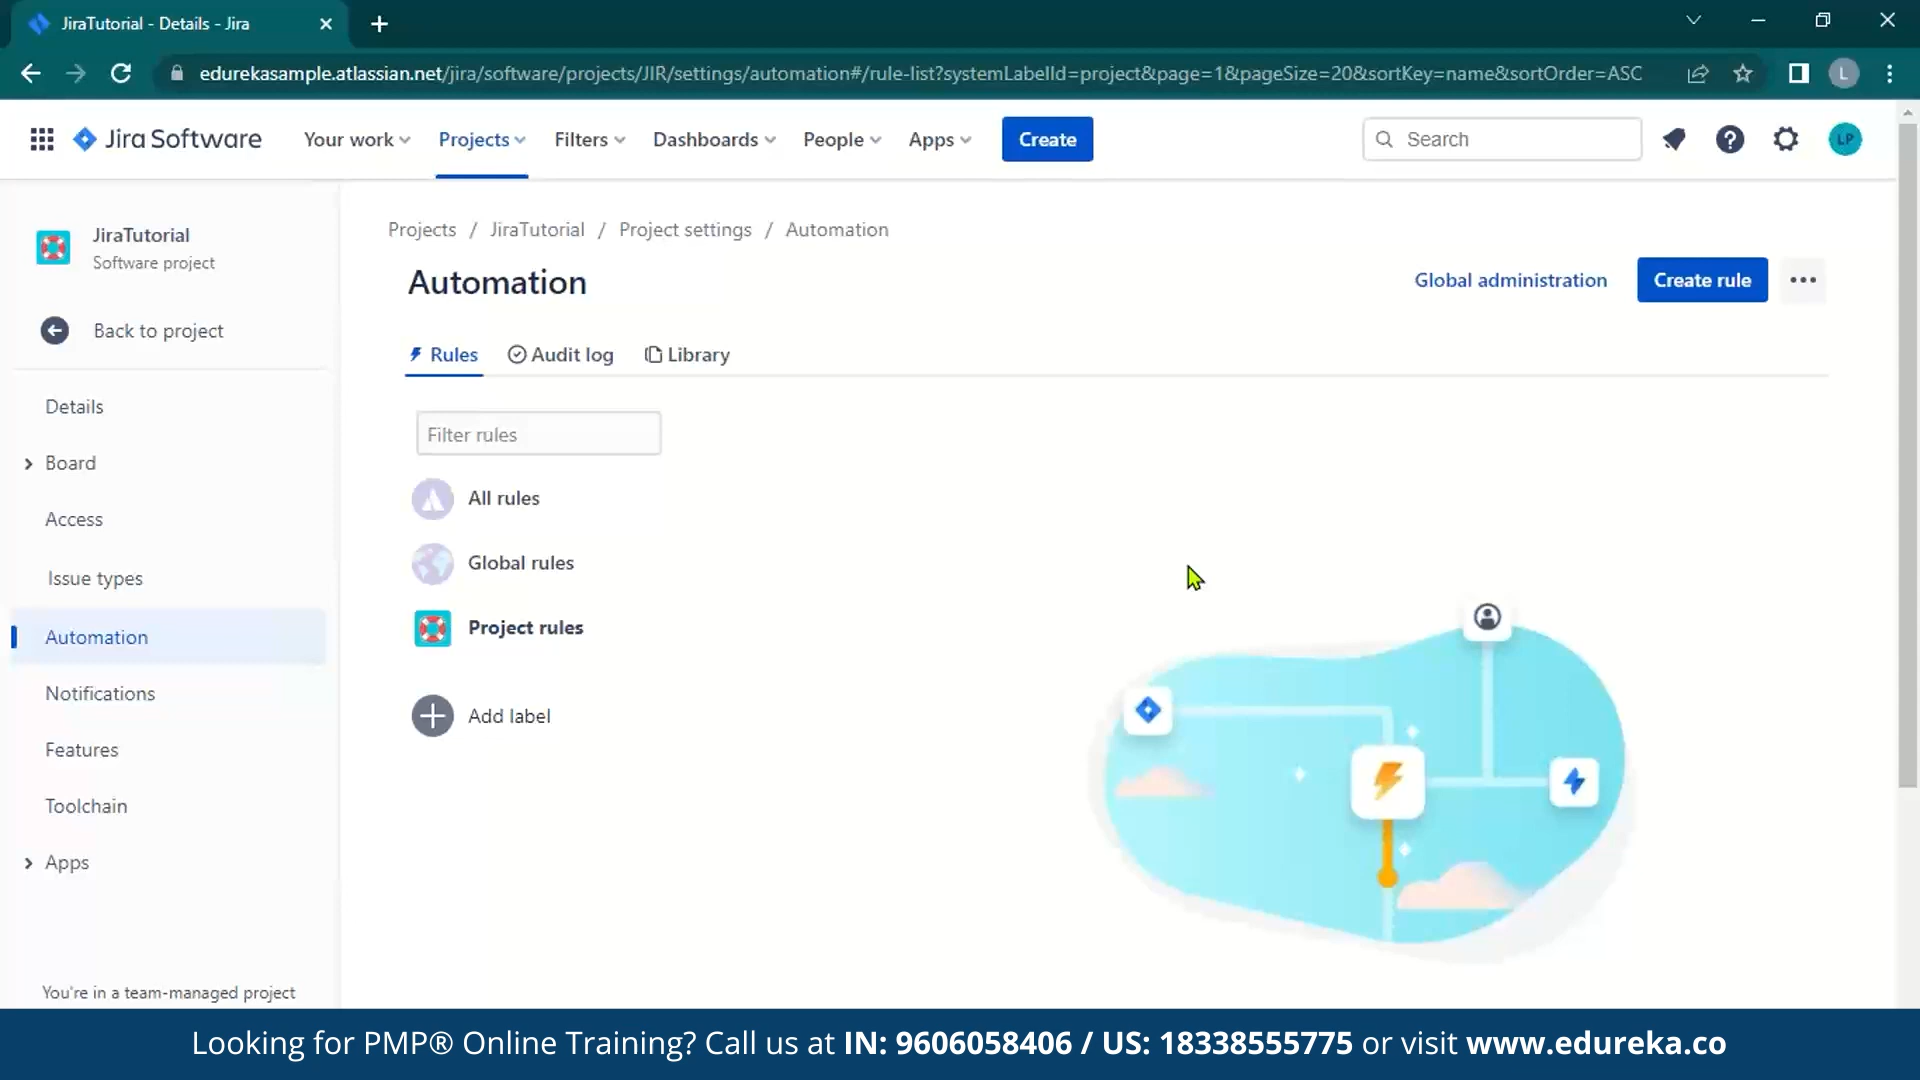 JiraTutorial - Details - Jira
edurekasample.atlassian.net/jira/software/projects/JIR/settings/automation#/rule-list?systemLabelId=project&page=1&pageSize=20&sortKey=name&sortOrder=ASC
L
Jira Software
Your work
Projects
Filters
Dashboards
People
Apps
Create
Search
LP
JiraTutorial
Software project
Back to project
Details
Board
Access
Issue types
Automation
Notifications
Features
Toolchain
Apps
You're in a team-managed project
Projects / JiraTutorial / Project settings / Automation
Automation
Global administration
Create rule
Rules
Audit log
Library
Filter rules
All rules
Global rules
Project rules
Add label
Looking for PMP® Online Training? Call us at IN: 9606058406 / US: 18338555775 or visit www.edureka.co